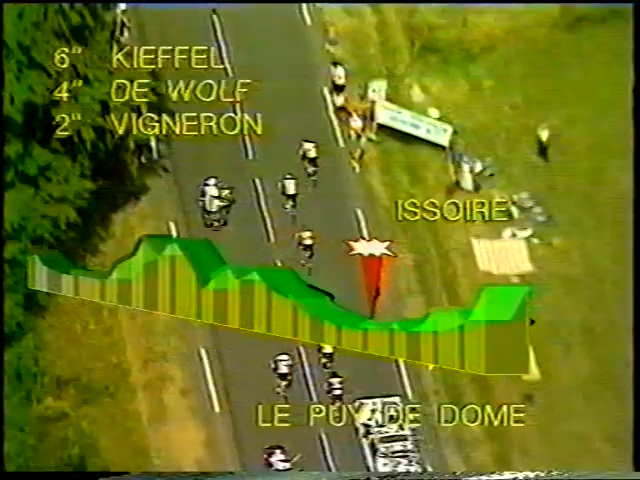 6" KIEFFEL
4" DE WOLF
2" VIGNERON
ISSOIRE
LE PUY DE DOME